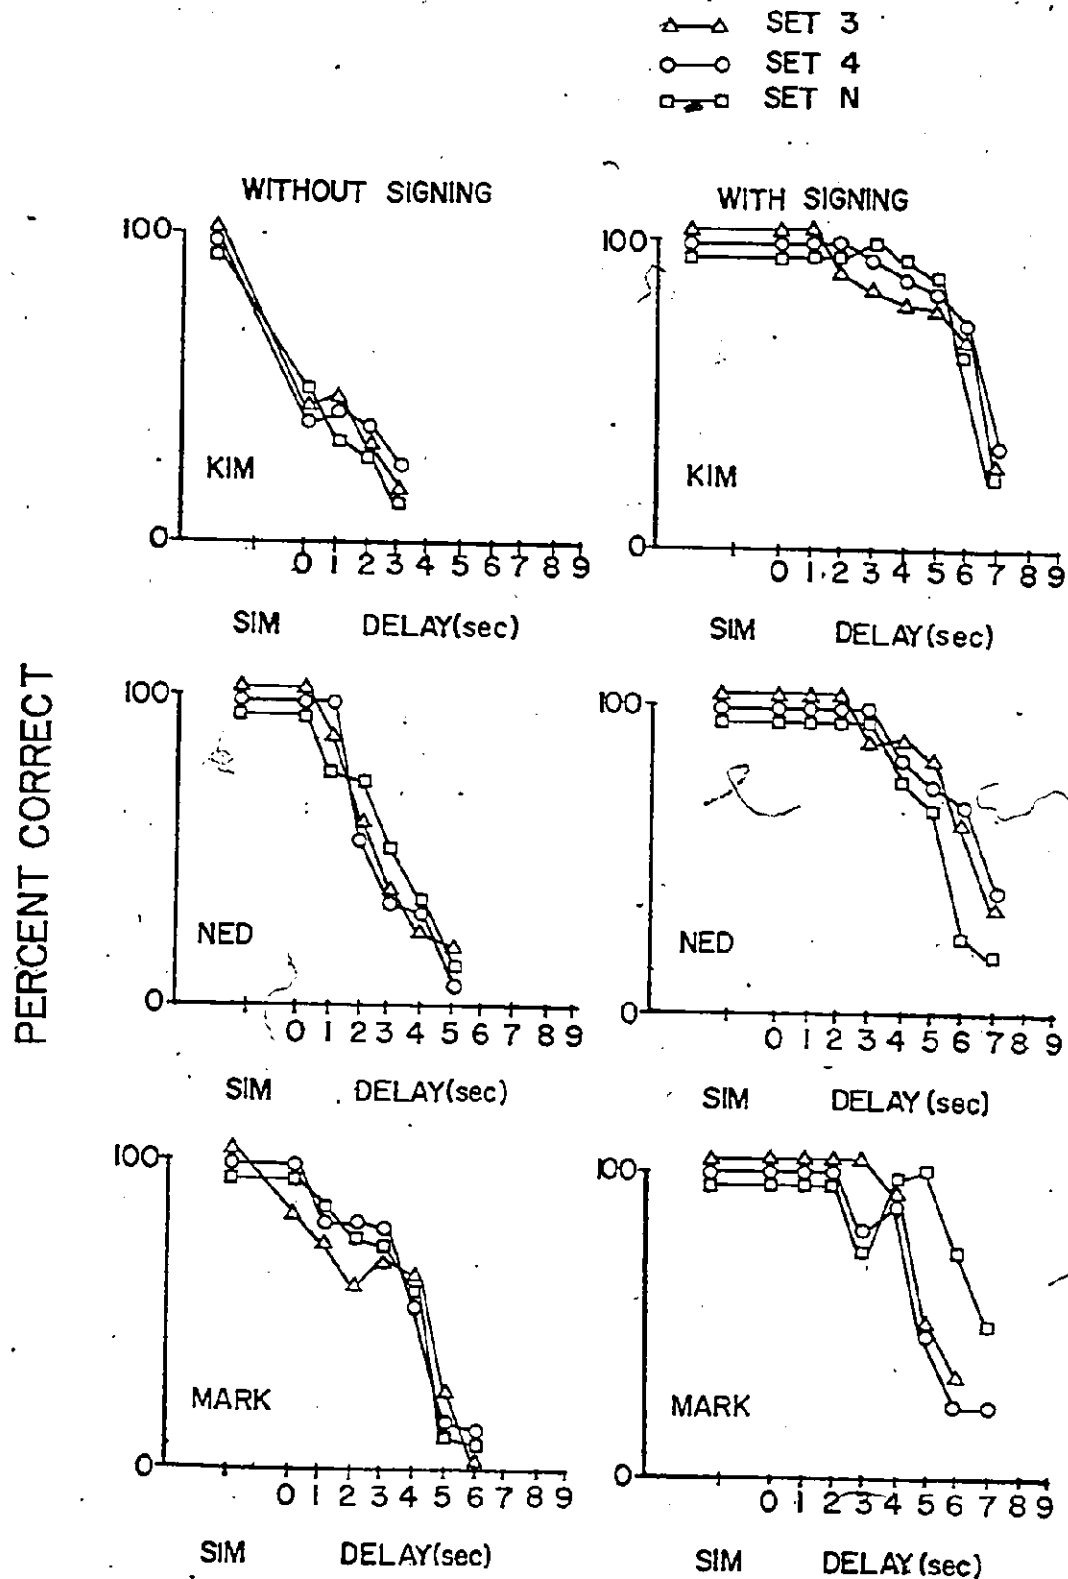 SET 3
SET 4
SET N
WITHOUT SIGNING
WITH SIGNING
PERCENT CORRECT
100
0
KIM
0 1 2 3 4 5 6 7 8 9
SIM DELAY(sec)
100
0
KIM
0 1 2 3 4 5 6 7 8 9
SIM DELAY(sec)
100
0
NED
0 1 2 3 4 5 6 7 8 9
SIM DELAY(sec)
100
0
NED
0 1 2 3 4 5 6 7 8 9
SIM DELAY(sec)
100
0
MARK
0 1 2 3 4 5 6 7 8 9
SIM DELAY(sec)
100
0
MARK
0 1 2 3 4 5 6 7 8 9
SIM DELAY(sec)